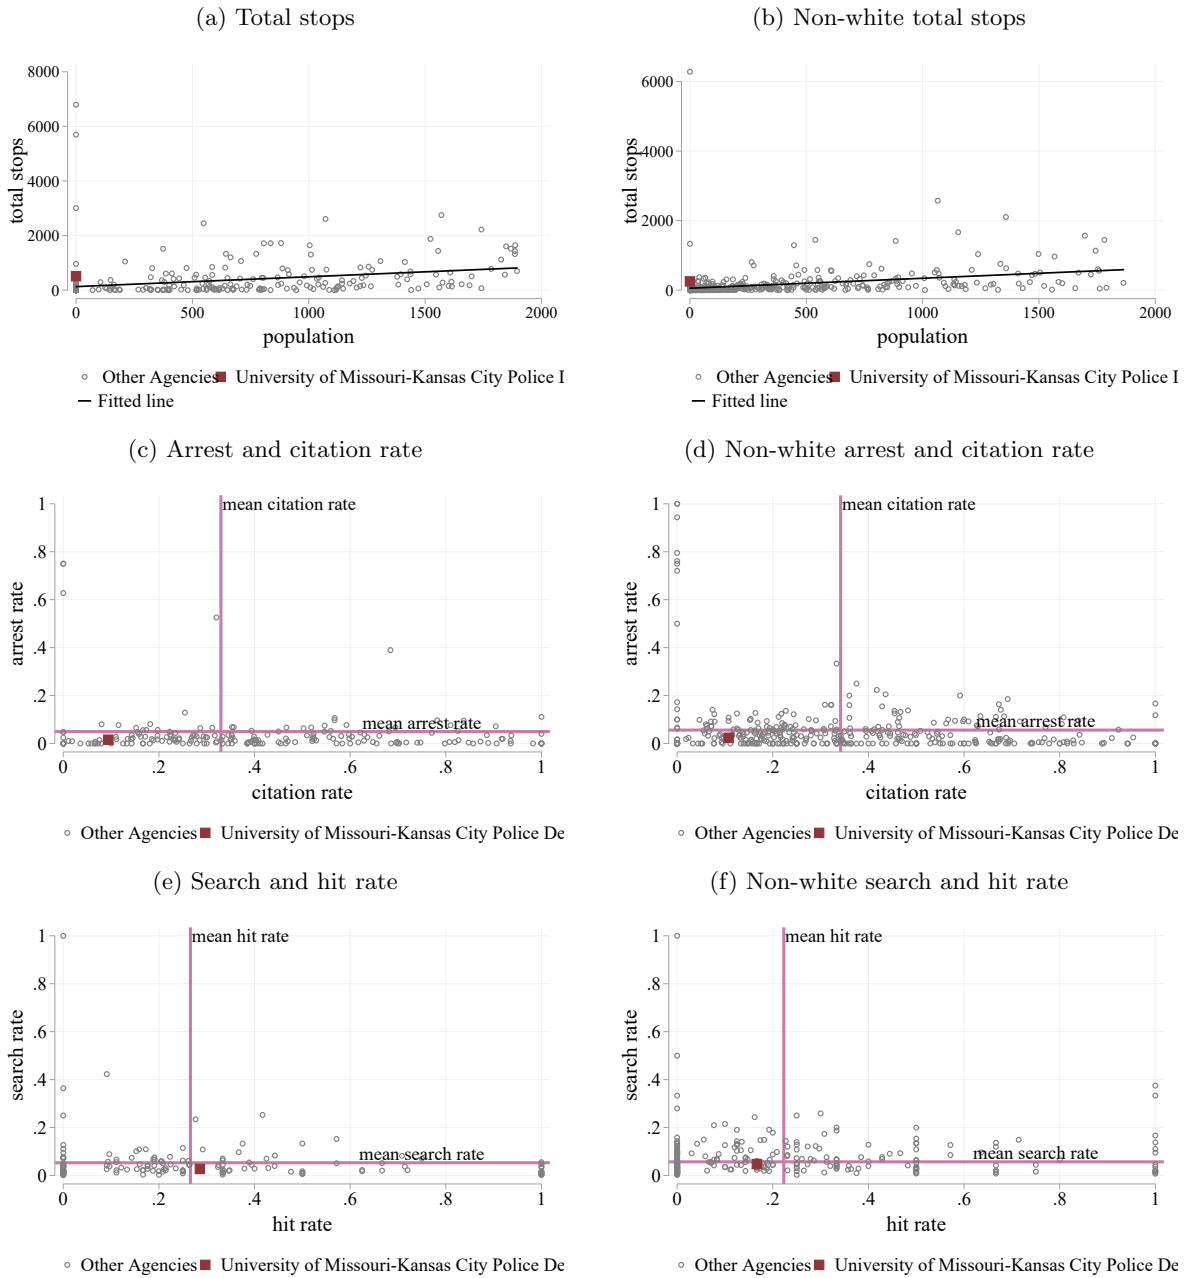 (a) Total stops
total stops
8000
6000
4000
2000
0
0 500 1000 1500 2000
population
Other Agencies University of Missouri-Kansas City Police I
Fitted line
(b) Non-white total stops
total stops
6000
4000
2000
0
0 500 1000 1500 2000
population
Other Agencies University of Missouri-Kansas City Police I
Fitted line
(c) Arrest and citation rate
arrest rate
1
.8
.6
.4
.2
0
mean citation rate
mean arrest rate
0 .2 .4 .6 .8 1
citation rate
Other Agencies University of Missouri-Kansas City Police De
(d) Non-white arrest and citation rate
arrest rate
1
.8
.6
.4
.2
0
mean citation rate
mean arrest rate
0 .2 .4 .6 .8 1
citation rate
Other Agencies University of Missouri-Kansas City Police De
(e) Search and hit rate
search rate
1
.8
.6
.4
.2
0
mean hit rate
mean search rate
0 .2 .4 .6 .8 1
hit rate
Other Agencies University of Missouri-Kansas City Police De
(f) Non-white search and hit rate
search rate
1
.8
.6
.4
.2
0
mean hit rate
mean search rate
0 .2 .4 .6 .8 1
hit rate
Other Agencies University of Missouri-Kansas City Police De